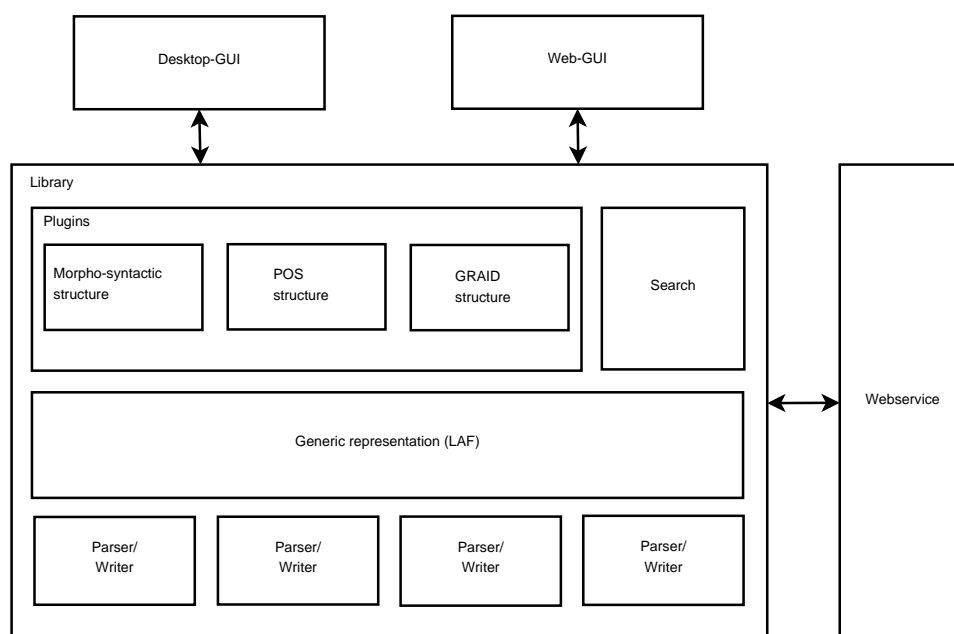 Desktop-GUI
Web-GUI
Library
Plugins
Morpho-syntactic
structure
POS
structure
GRAID
structure
Search
Webservice
Generic representation (LAF)
Parser/
Writer
Parser/
Writer
Parser/
Writer
Parser/
Writer